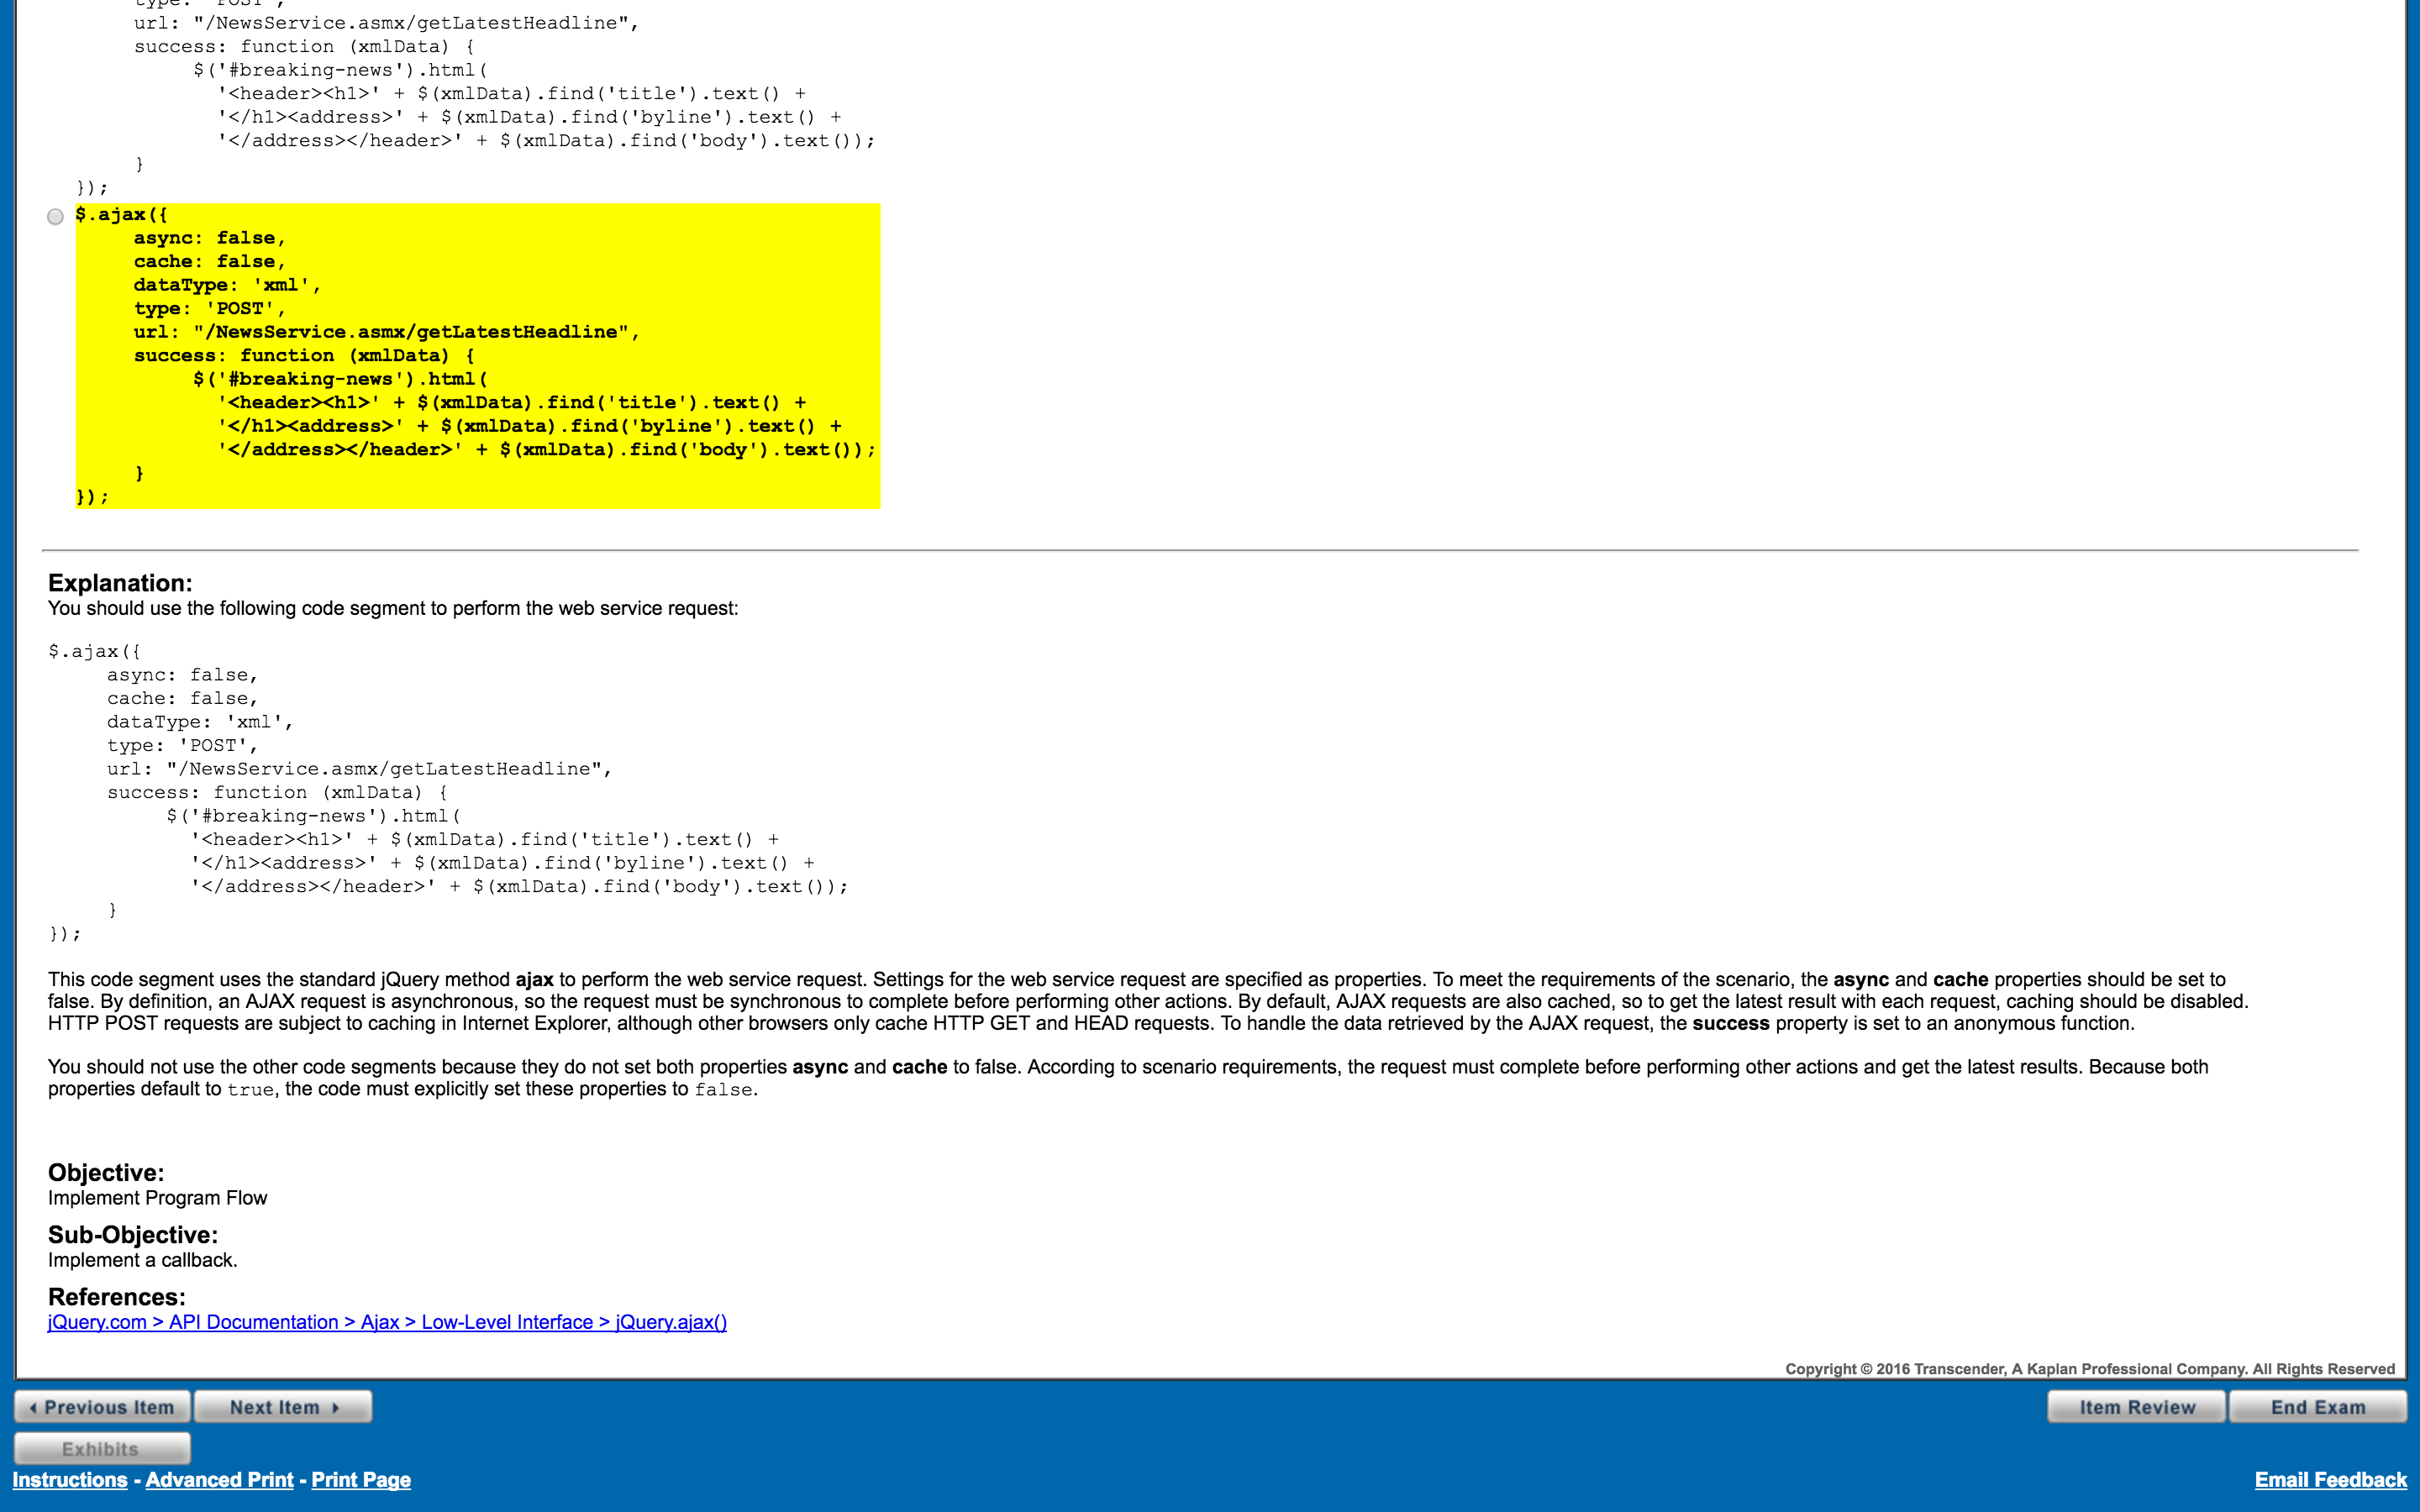 type: 'POST',
url: "/NewsService.asmx/getLatestHeadline",
success: function (xmlData) {
$('#breaking-news').html(
'<header><h1>' + $(xmlData).find('title').text() +
'</h1><address>' + $(xmlData).find('byline').text() +
'</address></header>' + $(xmlData).find('body').text());
}
});
$.ajax({
async: false,
cache: false,
dataType: 'xml',
type: 'POST',
url: "/NewsService.asmx/getLatestHeadline",
success: function (xmlData) {
$('#breaking-news').html(
'<header><h1>' + $(xmlData).find('title').text() +
'</h1><address>' + $(xmlData).find('byline').text() +
'</address></header>' + $(xmlData).find('body').text());
}
});
Explanation:
You should use the following code segment to perform the web service request:
$.ajax({
async: false,
cache: false,
dataType: 'xml',
type: 'POST',
url: "/NewsService.asmx/getLatestHeadline",
success: function (xmlData) {
$('#breaking-news').html(
'<header><h1>' + $(xmlData).find('title').text() +
'</h1><address>' + $(xmlData).find('byline').text() +
'</address></header>' + $(xmlData).find('body').text());
}
});
This code segment uses the standard jQuery method ajax to perform the web service request. Settings for the web service request are specified as properties. To meet the requirements of the scenario, the async and cache properties should be set to
false. By definition, an AJAX request is asynchronous, so the request must be synchronous to complete before performing other actions. By default, AJAX requests are also cached, so to get the latest result with each request, caching should be disabled.
HTTP POST requests are subject to caching in Internet Explorer, although other browsers only cache HTTP GET and HEAD requests. To handle the data retrieved by the AJAX request, the success property is set to an anonymous function.
You should not use the other code segments because they do not set both properties async and cache to false. According to scenario requirements, the request must complete before performing other actions and get the latest results. Because both
properties default to true, the code must explicitly set these properties to false.
Objective:
Implement Program Flow
Sub-Objective:
Implement a callback.
References:
jQuery.com > API Documentation > Ajax > Low-Level Interface > jQuery.ajax()
Copyright © 2016 Transcender, A Kaplan Professional Company. All Rights Reserved
Previous Item Next Item Item Review End Exam
Exhibits
Instructions - Advanced Print - Print Page Email Feedback